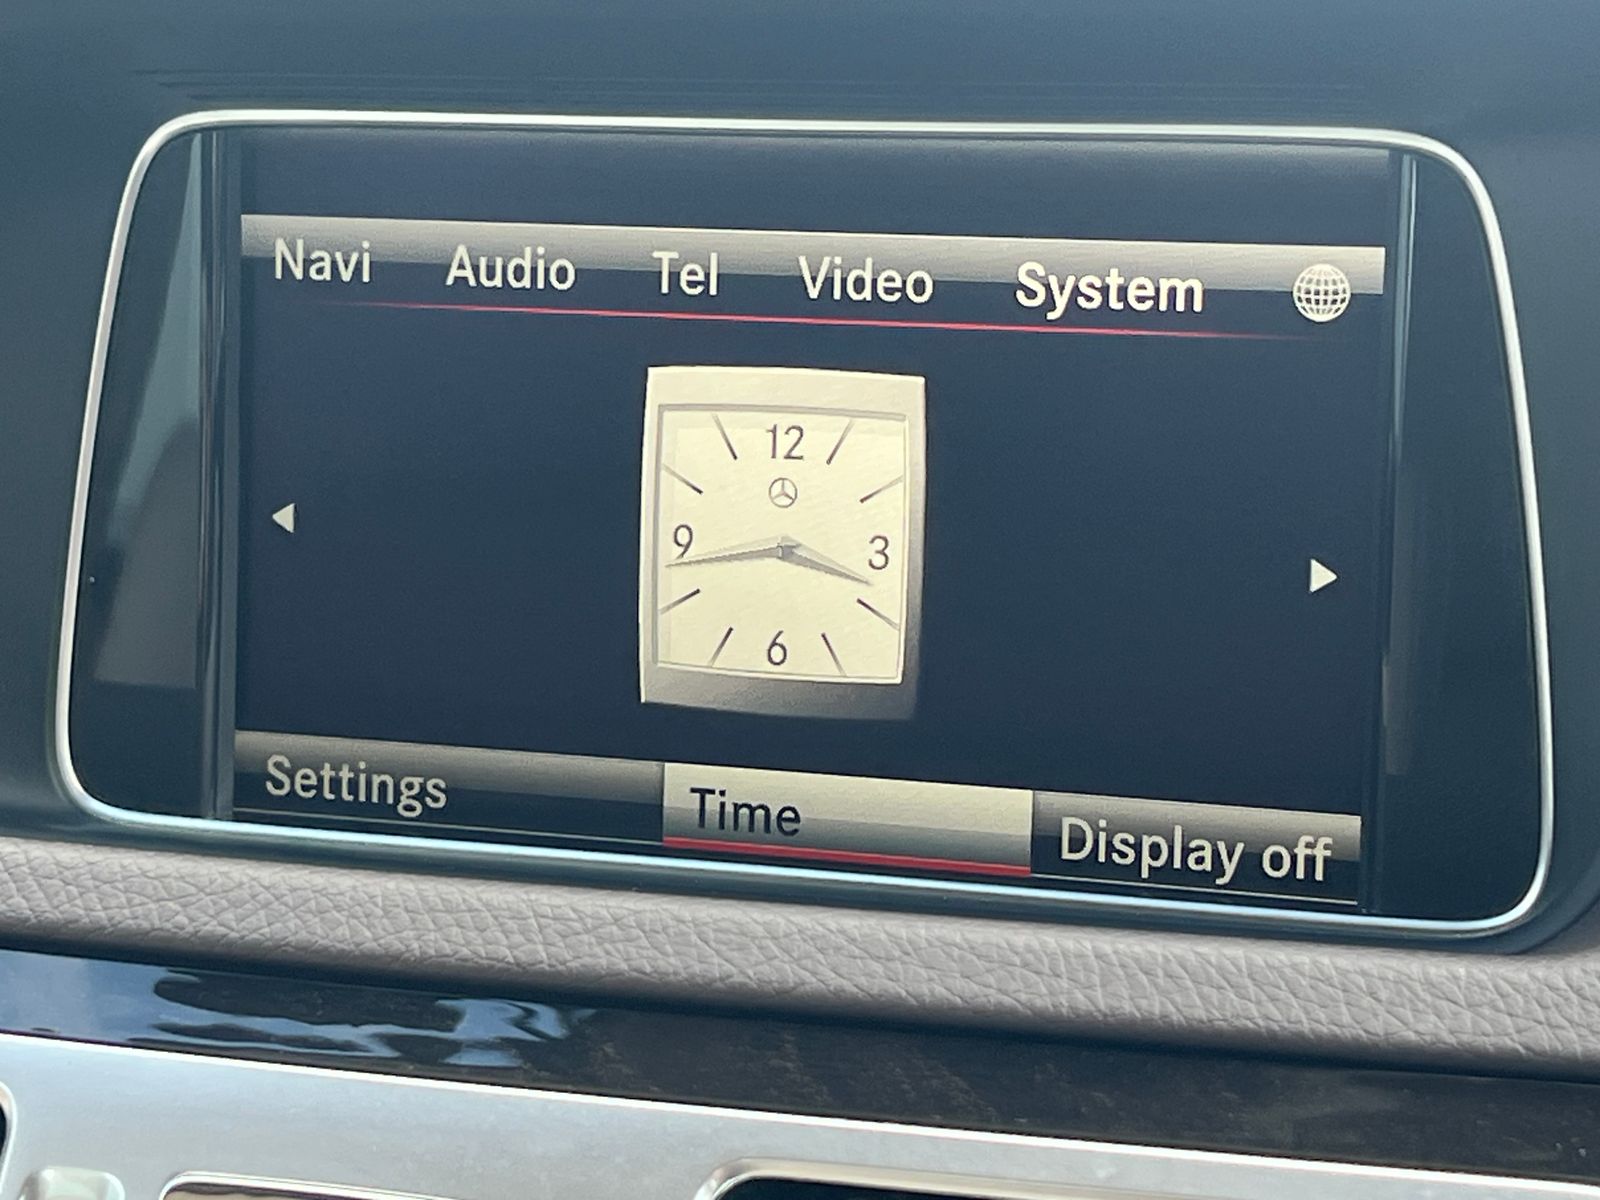 Navi Audio Tel Video System
12
9 3
6
Settings Time Display off